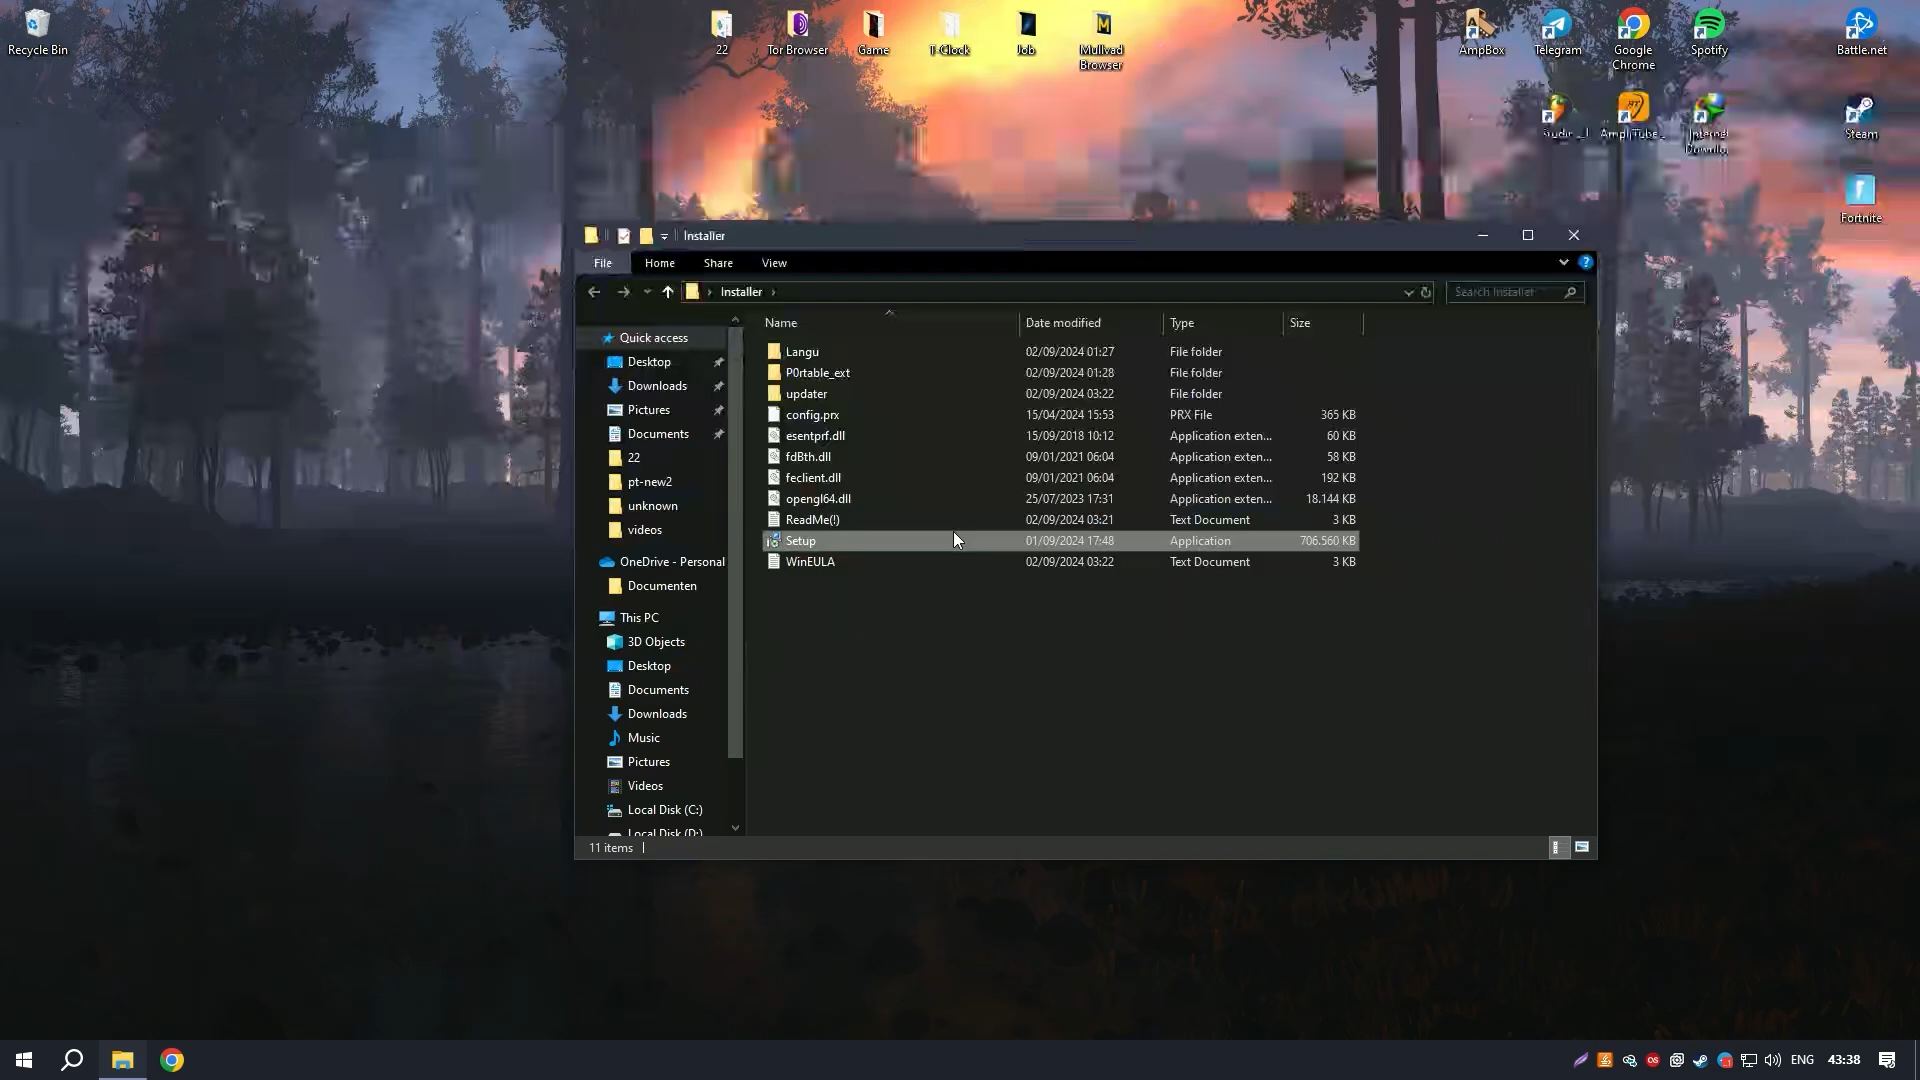 Recycle Bin
22
Tor Browser
Game
T-Clock
Job
Mullvad
Browser
AmpBox
Telegram
Google
Chrome
Spotify
Battle.net
Steam
Fortnite
Installer
File
Home
Share
View
Installer
Search Installer
Name
Date modified
Type
Size
Quick access
Desktop
Downloads
Pictures
Documents
22
pt-new2
unknown
videos
OneDrive - Personal
Documenten
This PC
3D Objects
Desktop
Documents
Downloads
Music
Pictures
Videos
Local Disk (C:)
Local Disk (D:)
Langu 02/09/2024 01:27 File folder
P0rtable_ext 02/09/2024 01:28 File folder
updater 02/09/2024 03:22 File folder
config.prx 15/04/2024 15:53 PRX File 365 KB
esentprf.dll 15/09/2018 10:12 Application exten... 60 KB
fdBth.dll 09/01/2021 06:04 Application exten... 58 KB
feclient.dll 09/01/2021 06:04 Application exten... 192 KB
opengl64.dll 25/07/2023 17:31 Application exten... 18.144 KB
ReadMe(!) 02/09/2024 03:21 Text Document 3 KB
Setup 01/09/2024 17:48 Application 706.560 KB
WinEULA 02/09/2024 03:22 Text Document 3 KB
11 items
ENG
43:38